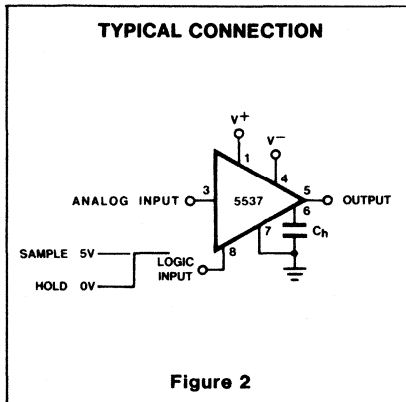 TYPICAL CONNECTION
V+
V−
1
4
ANALOG INPUT
3
5537
5
OUTPUT
6
7
Ch
8
SAMPLE 5V
LOGIC
INPUT
HOLD 0V
Figure 2